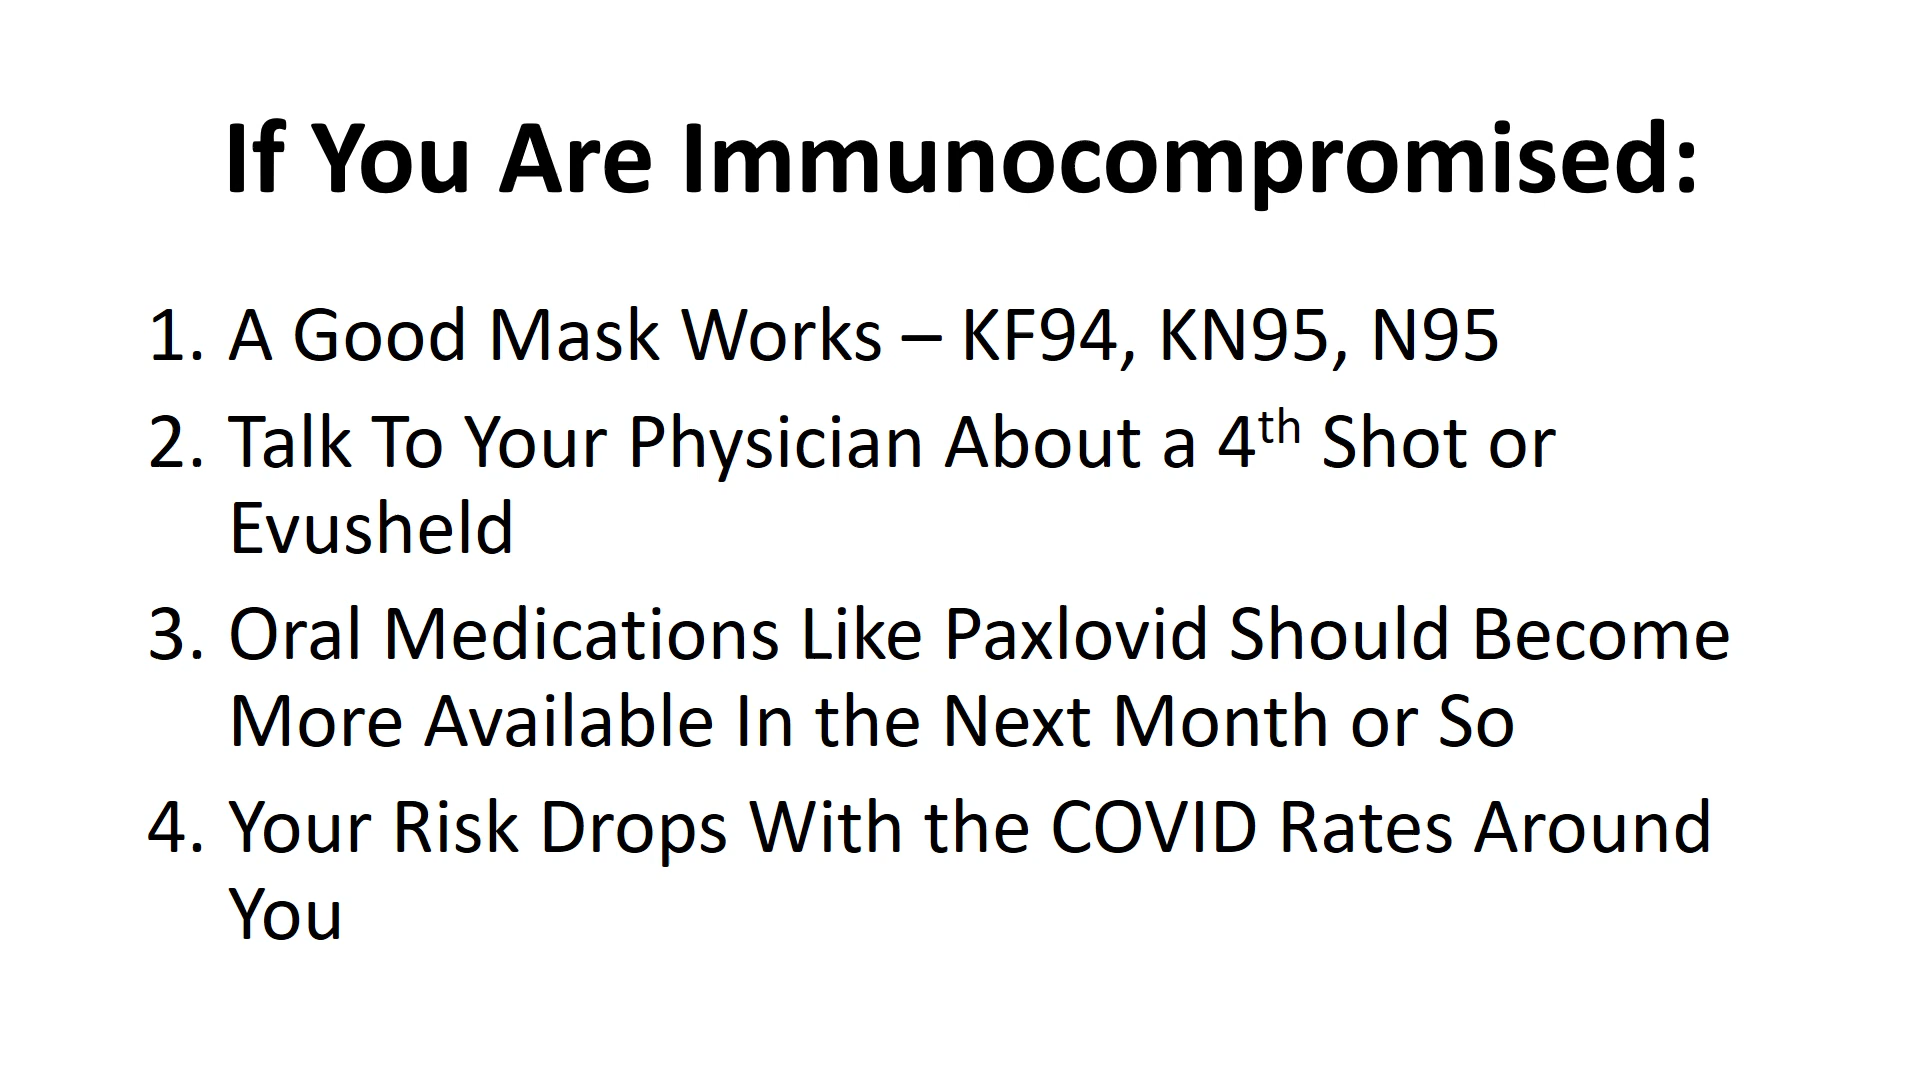 If You Are Immunocompromised:
1. A Good Mask Works – KF94, KN95, N95
2. Talk To Your Physician About a 4th Shot or
Evusheld
3. Oral Medications Like Paxlovid Should Become
More Available In the Next Month or So
4. Your Risk Drops With the COVID Rates Around
You